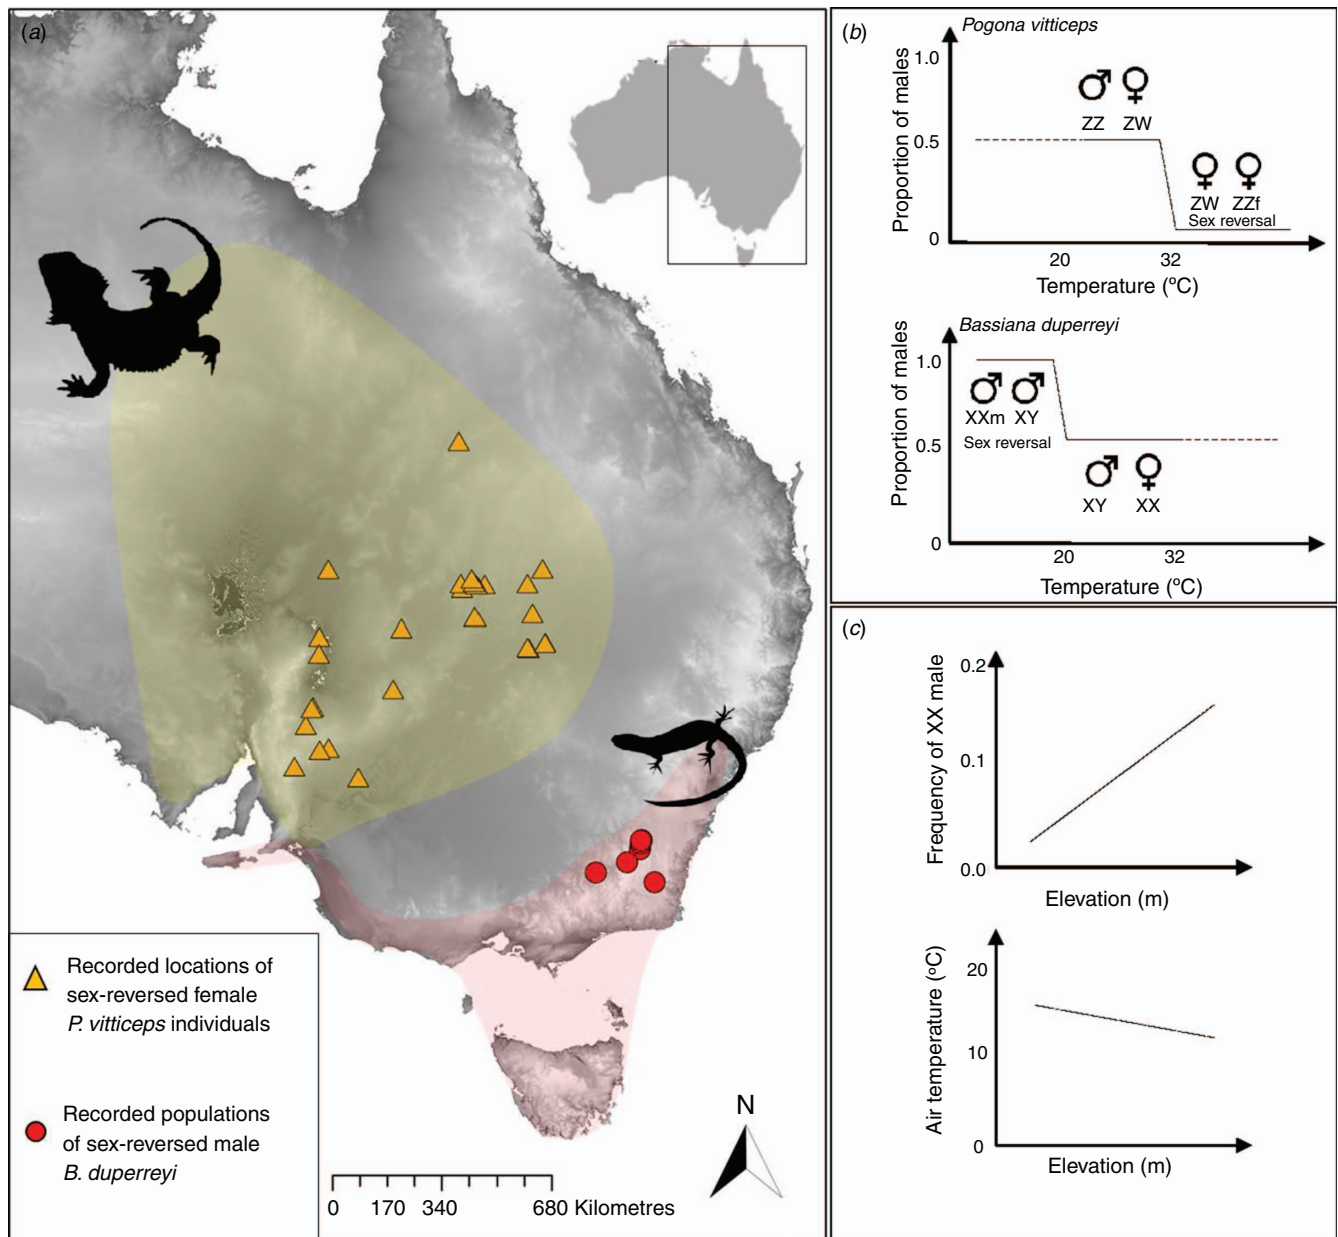 (a)
Recorded locations of
sex-reversed female
P. vitticeps individuals
Recorded populations
of sex-reversed male
B. duperreyi
0 170 340 680 Kilometres
N
(b)
Pogona vitticeps
Proportion of males
1.0
0.5
0
♂ ♀
ZZ ZW
♀ ♀
ZW ZZf
Sex reversal
20 32
Temperature (ºC)
Bassiana duperreyi
Proportion of males
1.0
0.5
0
♂ ♂
XXm XY
Sex reversal
♂ ♀
XY XX
20 32
Temperature (ºC)
(c)
Frequency of XX male
0.2
0.1
0.0
Elevation (m)
Air temperature (ºC)
20
10
0
Elevation (m)